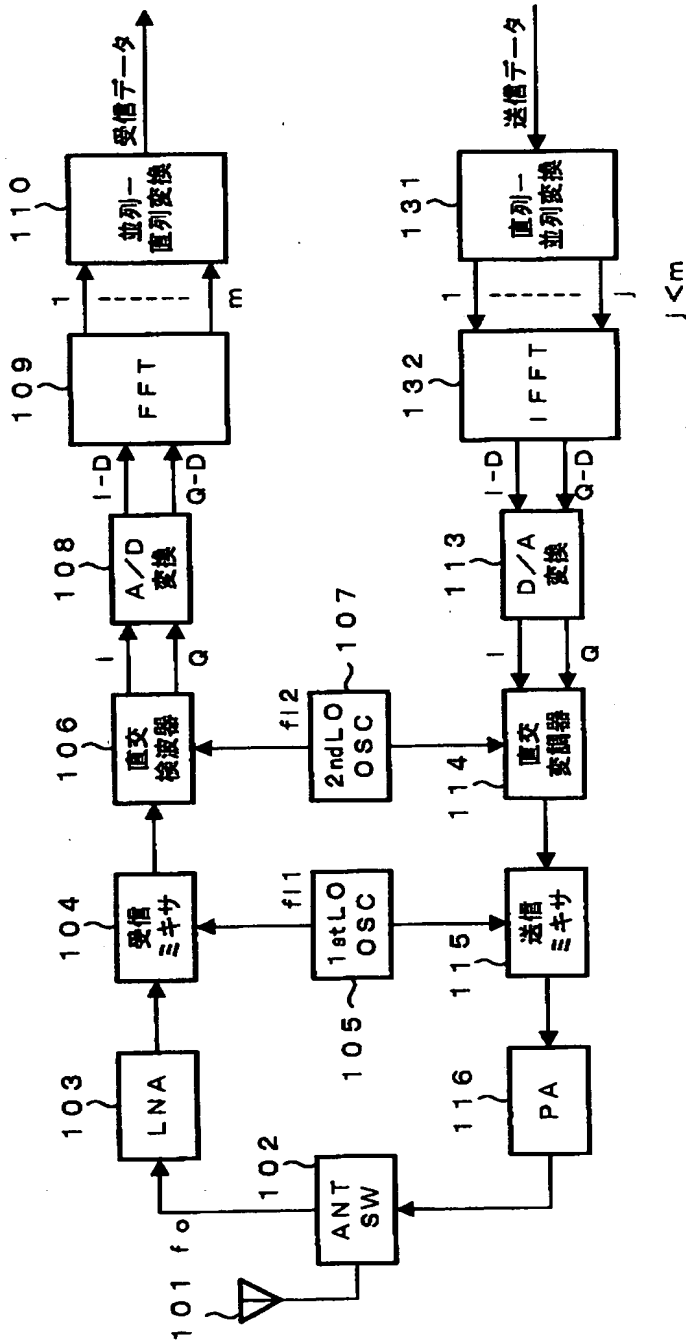 101
fo
102
ANT
SW
103
LNA
104
受信
ミキサ
fl1
105
1stLO
OSC
106
直交
検波器
fl2
107
2ndLO
OSC
I
Q
108
A/D
変換
I-D
Q-D
109
FFT
1
m
110
並列ー
直列変換
受信データ
送信データ
131
直列ー
並列変換
1
j
j<m
132
IFFT
I-D
Q-D
113
D/A
変換
I
Q
114
直交
変調器
115
送信
ミキサ
116
PA